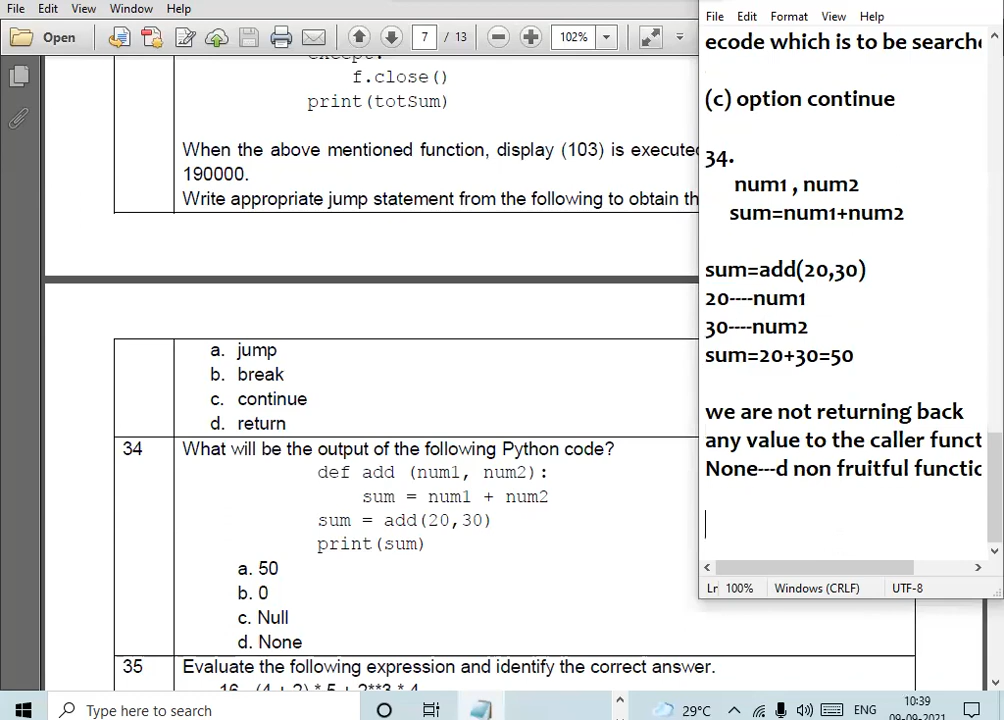 File Edit View Window Help
Open
7 / 13
102%
f.close()
print(totSum)
When the above mentioned function, display (103) is executed
190000.
Write appropriate jump statement from the following to obtain th
a. jump
b. break
c. continue
d. return
34 What will be the output of the following Python code?
def add (num1, num2):
sum = num1 + num2
sum = add(20,30)
print(sum)
a. 50
b. 0
c. Null
d. None
35 Evaluate the following expression and identify the correct answer.
File Edit Format View Help
ecode which is to be searche
(c) option continue
34.
num1 , num2
sum=num1+num2
sum=add(20,30)
20----num1
30----num2
sum=20+30=50
we are not returning back
any value to the caller funct
None---d non fruitful functio
Ln 100% Windows (CRLF) UTF-8
Type here to search
29°C ENG 10:39
09-09-2021